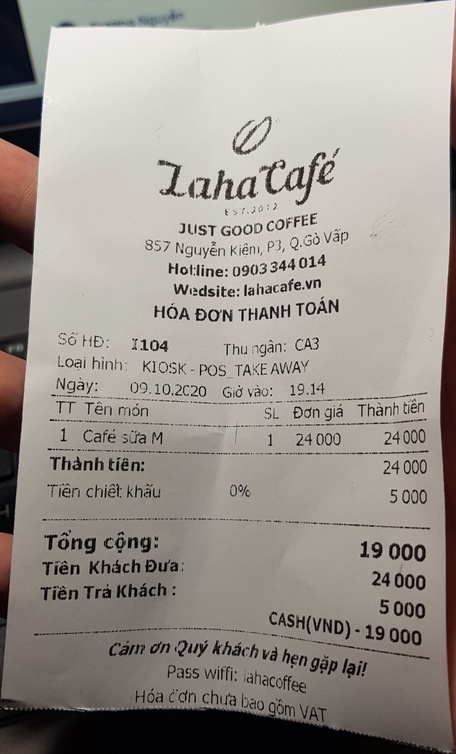 Laha Café
EST.2012
JUST GOOD COFFEE
857 Nguyễn Kiệm, P3, Q.Gò Vấp
Hotline: 0903 344 014
Wedsite: lahacafe.vn
HÓA ĐƠN THANH TOÁN
Số HĐ: I104 Thu ngân: CA3
Loại hình: KIOSK - POS_TAKE AWAY
Ngày: 09.10.2020 Giờ vào: 19.14
TT Tên món SL Đơn giá Thành tiền
1 Café sữa M 1 24 000 24 000
Thành tiền: 24 000
Tiền chiết khấu 0% 5 000
Tổng cộng: 19 000
Tiền Khách Đưa: 24 000
Tiền Trả Khách : 5 000
CASH(VND) - 19 000
Cảm ơn Quý khách và hẹn gặp lại!
Pass wiffi: lahacoffee
Hóa đơn chưa bao gồm VAT